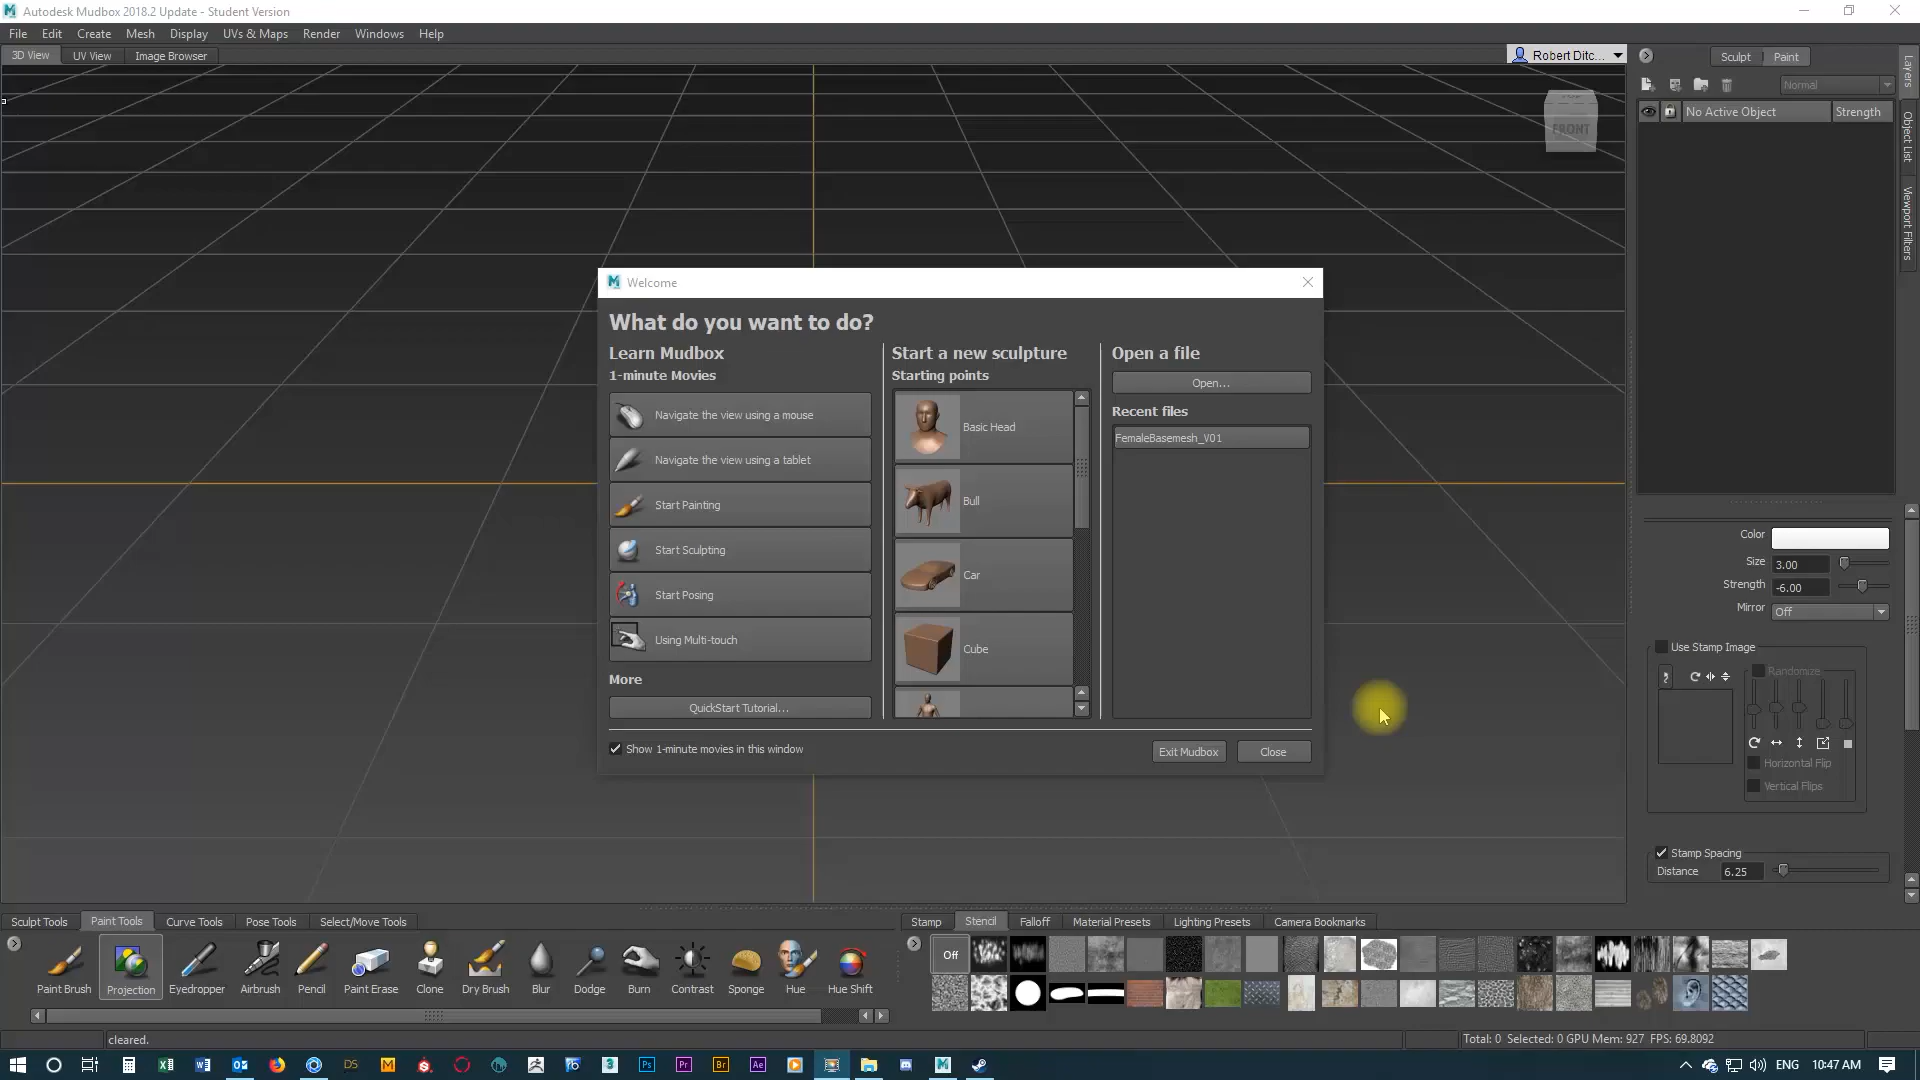 Autodesk Mudbox 2018.2 Update - Student Version
File Edit Create Mesh Display UVs & Maps Render Windows Help
3D View UV View Image Browser
Robert Ditc...
Sculpt Paint
Normal
No Active Object Strength
Layers
Object List
Viewport Filters
FRONT
Welcome
What do you want to do?
Learn Mudbox
1-minute Movies
Navigate the view using a mouse
Navigate the view using a tablet
Start Painting
Start Sculpting
Start Posing
Using Multi-touch
More
QuickStart Tutorial...
Show 1-minute movies in this window
Start a new sculpture
Starting points
Basic Head
Bull
Car
Cube
Open a file
Open...
Recent files
FemaleBasemesh_V01
Exit Mudbox Close
Color
Size 3.00
Strength -6.00
Mirror Off
Use Stamp Image
Randomize
Horizontal Flip
Vertical Flips
Stamp Spacing
Distance 6.25
Sculpt Tools Paint Tools Curve Tools Pose Tools Select/Move Tools
Paint Brush Projection Eyedropper Airbrush Pencil Paint Erase Clone Dry Brush Blur Dodge Burn Contrast Sponge Hue Hue Shift
Stamp Stencil Falloff Material Presets Lighting Presets Camera Bookmarks
Off
cleared.
Total: 0 Selected: 0 GPU Mem: 927 FPS: 69.8092
ENG 10:47 AM